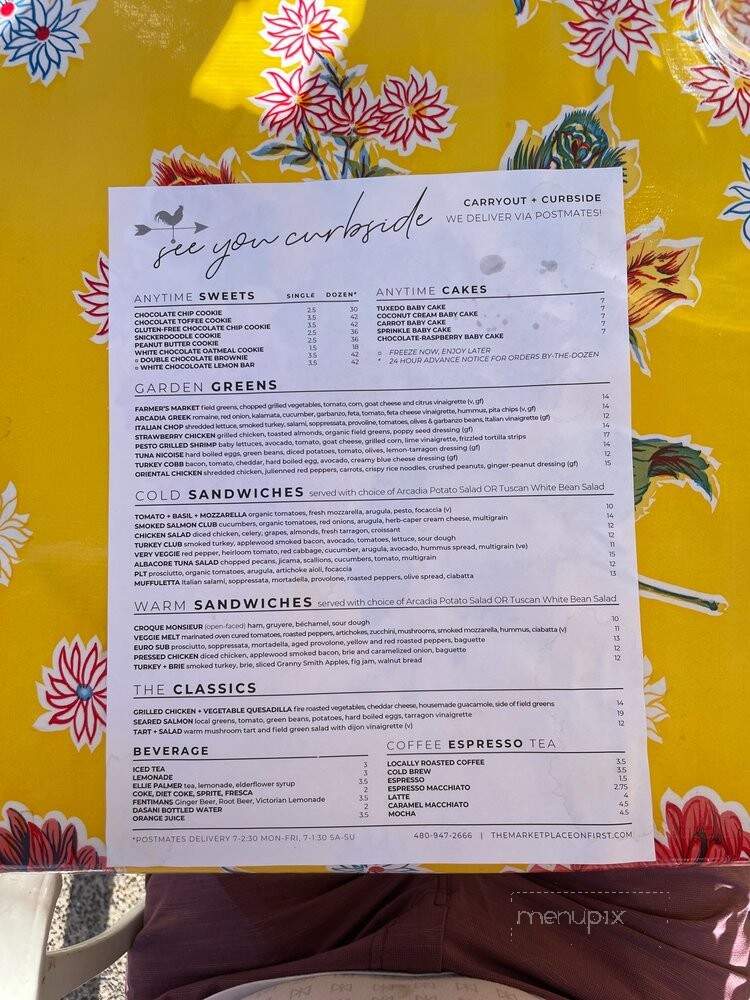 see you curbside
CARRYOUT + CURBSIDE
WE DELIVER VIA POSTMATES!
ANYTIME SWEETS SINGLE DOZEN*
CHOCOLATE CHIP COOKIE 2.5 30
CHOCOLATE TOFFEE COOKIE 3.5 42
GLUTEN-FREE CHOCOLATE CHIP COOKIE 3.5 42
SNICKERDOODLE COOKIE 2.5 36
PEANUT BUTTER COOKIE 2.5 36
WHITE CHOCOLATE OATMEAL COOKIE 1.5 18
¤ DOUBLE CHOCOLATE BROWNIE 3.5 42
¤ WHITE CHOCLOATE LEMON BAR 3.5 42
ANYTIME CAKES
TUXEDO BABY CAKE 7
COCONUT CREAM BABY CAKE 7
CARROT BABY CAKE 7
SPRINKLE BABY CAKE 7
CHOCOLATE-RASPBERRY BABY CAKE 7
¤ FREEZE NOW, ENJOY LATER
* 24 HOUR ADVANCE NOTICE FOR ORDERS BY-THE-DOZEN
GARDEN GREENS
FARMER'S MARKET field greens, chopped grilled vegetables, tomato, corn, goat cheese and citrus vinaigrette (v, gf) 14
ARCADIA GREEK romaine, red onion, kalamata, cucumber, garbanzo, feta, tomato, feta cheese vinaigrette, hummus, pita chips (v, gf) 14
ITALIAN CHOP shredded lettuce, smoked turkey, salami, soppressata, provoline, tomatoes, olives & garbanzo beans, Italian vinaigrette (gf) 14
STRAWBERRY CHICKEN grilled chicken, toasted almonds, organic field greens, poppy seed dressing (gf) 14
PESTO GRILLED SHRIMP baby lettuces, avocado, tomato, goat cheese, grilled corn, lime vinaigrette, frizzled tortilla strips 17
TUNA NICOISE hard boiled eggs, green beans, diced potatoes, tomato, olives, lemon-tarragon dressing (gf) 14
TURKEY COBB bacon, tomato, cheddar, hard boiled egg, avocado, creamy blue cheese dressing (gf) 12
ORIENTAL CHICKEN shredded chicken, julienned red peppers, carrots, crispy rice noodles, crushed peanuts, ginger-peanut dressing (gf) 15
COLD SANDWICHES served with choice of Arcadia Potato Salad OR Tuscan White Bean Salad
TOMATO + BASIL + MOZZARELLA organic tomatoes, fresh mozzarella, arugula, pesto, focaccia (v) 10
SMOKED SALMON CLUB cucumbers, organic tomatoes, red onions, arugula, herb-caper cream cheese, multigrain 14
CHICKEN SALAD diced chicken, celery, grapes, almonds, fresh tarragon, croissant 12
TURKEY CLUB smoked turkey, applewood smoked bacon, avocado, tomatoes, lettuce, sour dough 12
VERY VEGGIE red pepper, heirloom tomato, red cabbage, cucumber, arugula, avocado, hummus spread, multigrain (ve) 11
ALBACORE TUNA SALAD chopped pecans, jicama, scallions, cucumbers, tomato, multigrain 15
PLT prosciutto, organic tomatoes, arugula, artichoke aioli, focaccia 12
MUFFULETTA Italian salami, soppressata, mortadella, provolone, roasted peppers, olive spread, ciabatta 13
WARM SANDWICHES served with choice of Arcadia Potato Salad OR Tuscan White Bean Salad
CROQUE MONSIEUR (open-faced) ham, gruyere, béchamel, sour dough 10
VEGGIE MELT marinated oven cured tomatoes, roasted peppers, artichokes, zucchini, mushrooms, smoked mozzarella, hummus, ciabatta (v) 11
EURO SUB prosciutto, soppressata, mortadella, aged provolone, yellow and red roasted peppers, baguette 13
PRESSED CHICKEN diced chicken, applewood smoked bacon, brie and caramelized onion, baguette 12
TURKEY + BRIE smoked turkey, brie, sliced Granny Smith Apples, fig jam, walnut bread 12
THE CLASSICS
GRILLED CHICKEN + VEGETABLE QUESADILLA fire roasted vegetables, cheddar cheese, housemade guacamole, side of field greens 14
SEARED SALMON local greens, tomato, green beans, potatoes, hard boiled eggs, tarragon vinaigrette 19
TART + SALAD warm mushroom tart and field green salad with dijon vinaigrette (v) 12
BEVERAGE
ICED TEA 3
LEMONADE 3
ELLIE PALMER tea, lemonade, elderflower syrup 3.5
COKE, DIET COKE, SPRITE, FRESCA 2
FENTIMANS Ginger Beer, Root Beer, Victorian Lemonade 3.5
DASANI BOTTLED WATER 2
ORANGE JUICE 3.5
COFFEE ESPRESSO TEA
LOCALLY ROASTED COFFEE 3.5
COLD BREW 3.5
ESPRESSO 1.5
ESPRESSO MACCHIATO 2.75
LATTE 4
CARAMEL MACCHIATO 4.5
MOCHA 4.5
*POSTMATES DELIVERY 7-2:30 MON-FRI, 7-1:30 SA-SU
480-947-2666 | THEMARKETPLACEONFIRST.COM
menupix